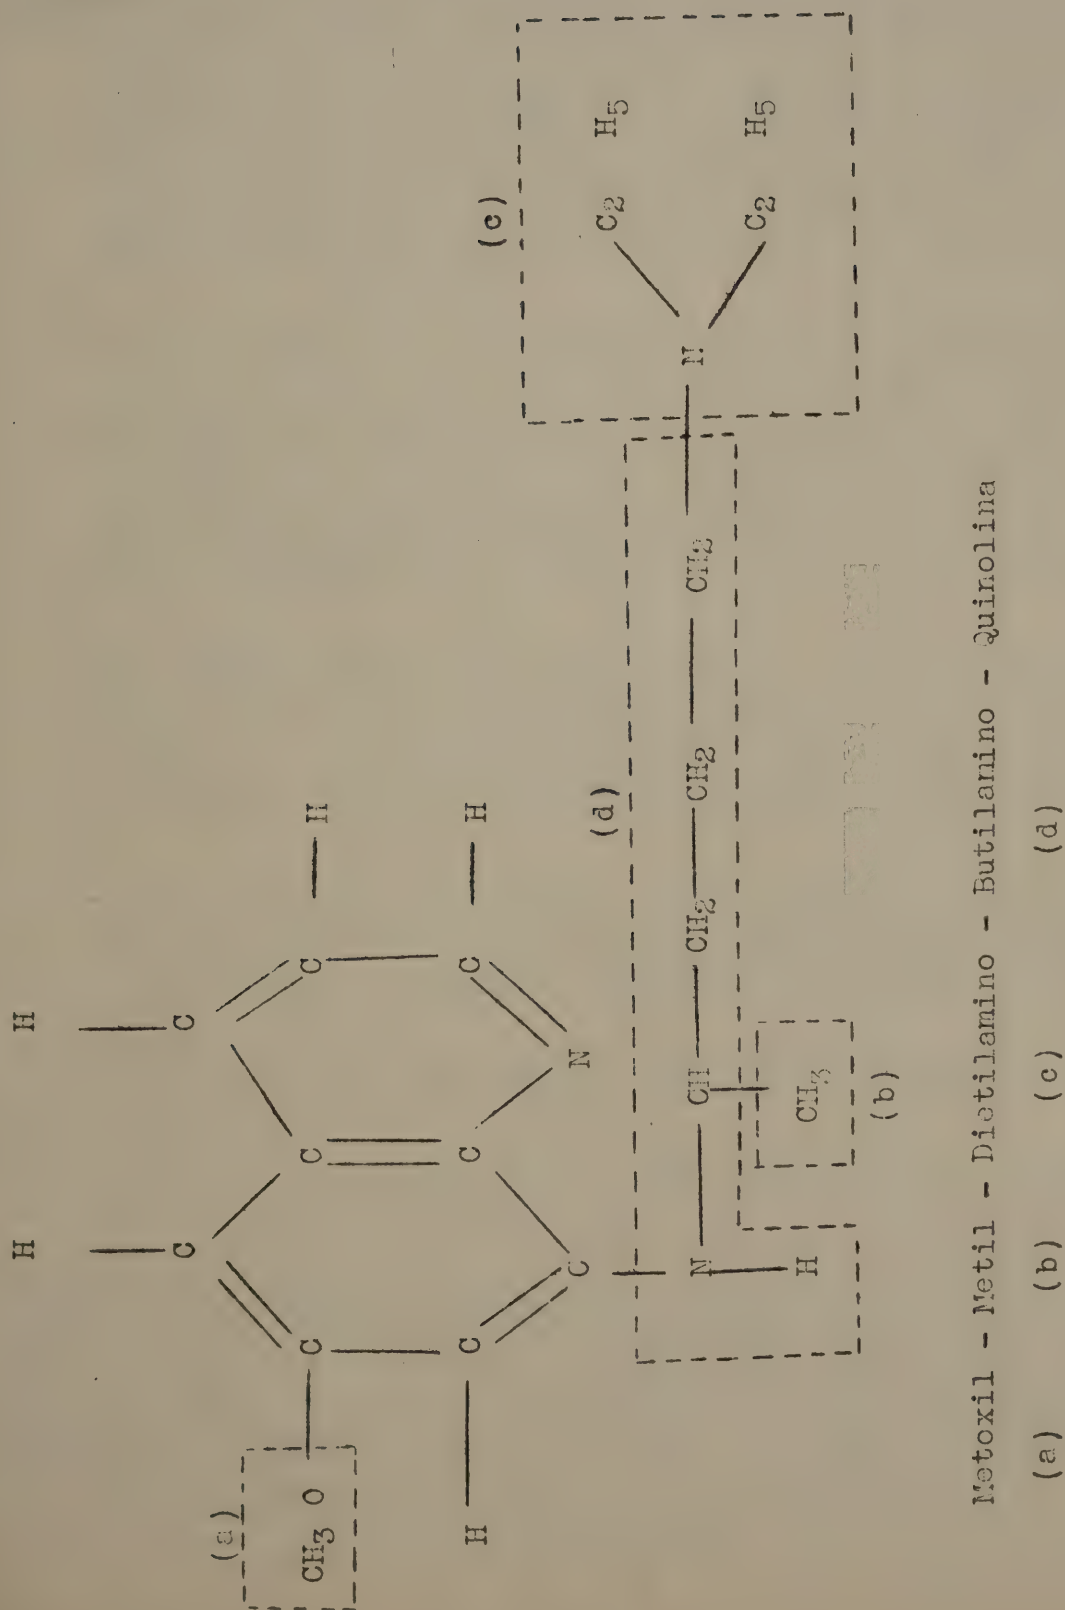 H H
C C
(a)
CH3 O C C C H
H C C C H
(c)
C N
(d)
C2 H5
N CH CH2 CH2 CH2 N
C2 H5
H CH3
(b)
Metoxil - Metil - Dietilamino - Butilamino - Quinolina
(a) (b) (c) (d)